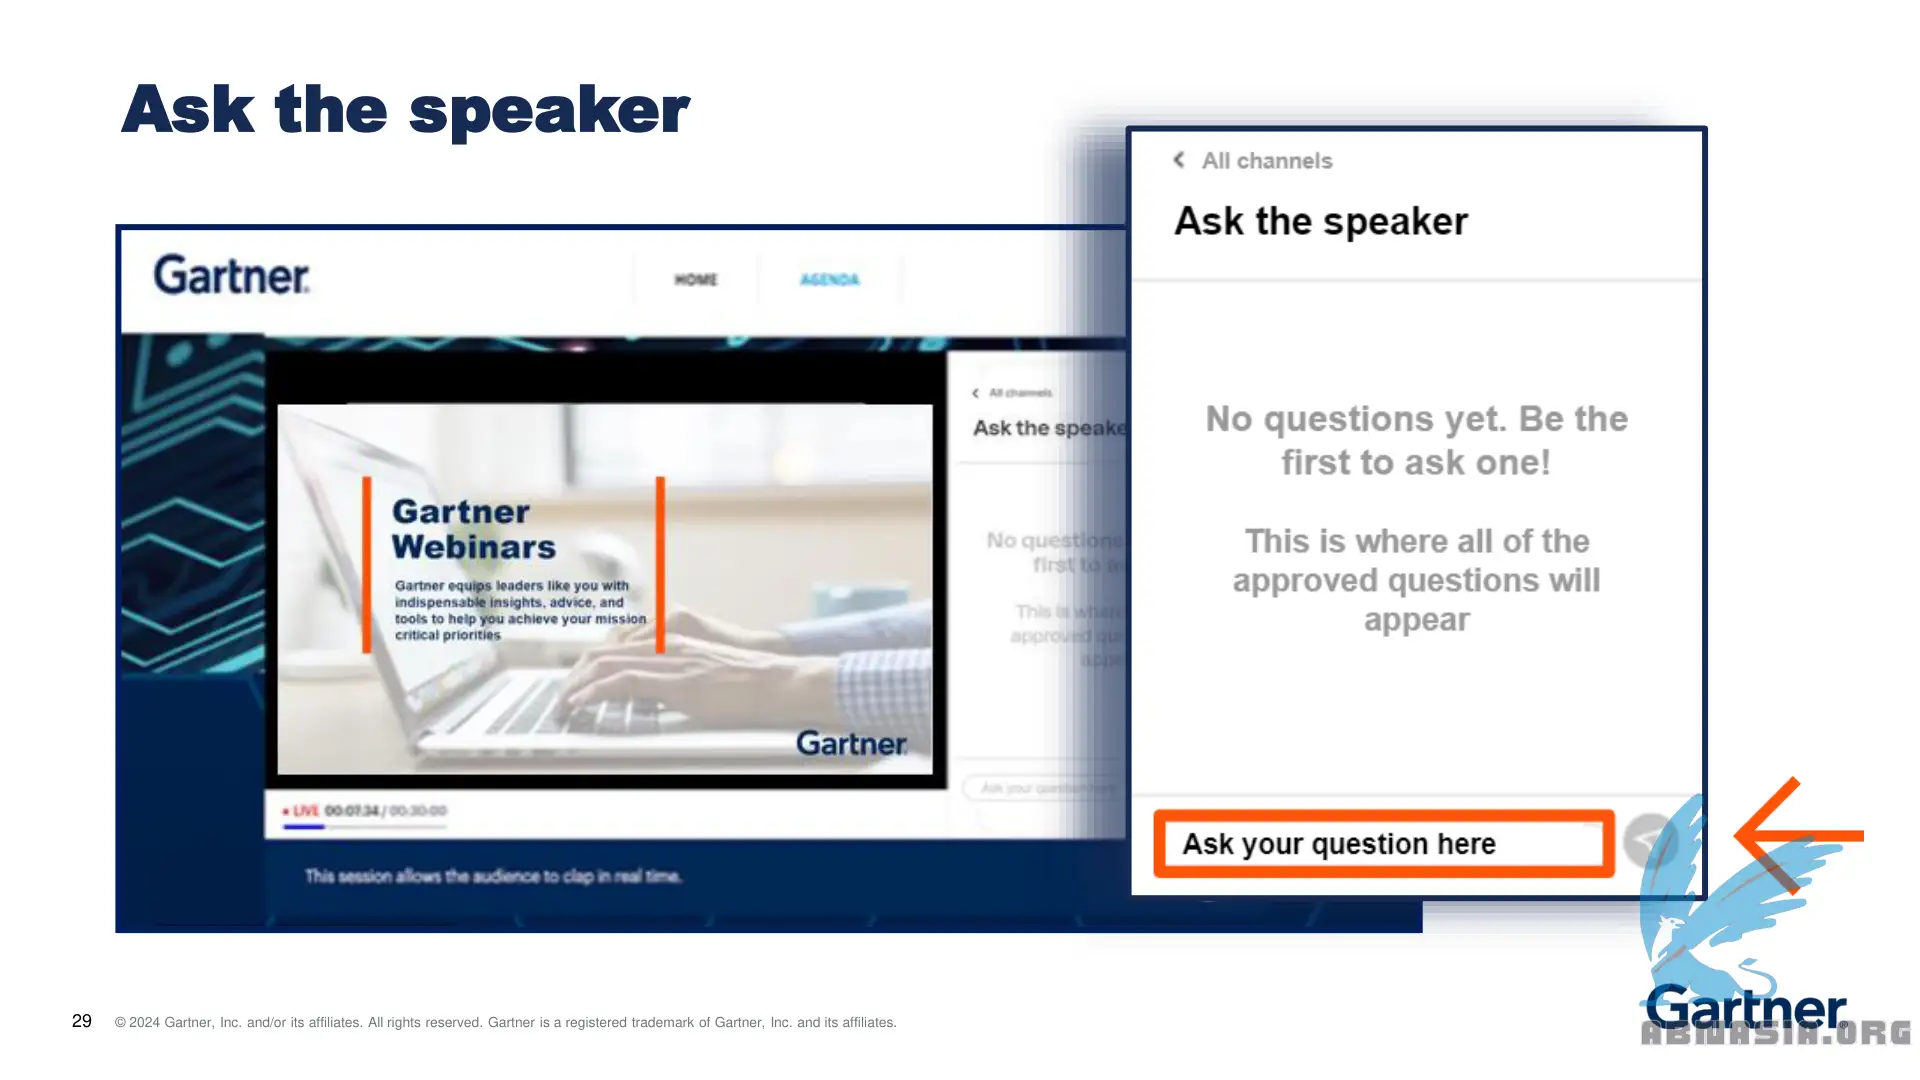 Ask the speaker
Gartner
HOME
AGENDA
Gartner
Webinars
Gartner equips leaders like you with
indispensable insights, advice, and
tools to help you achieve your mission
critical priorities
Gartner
LIVE 00:07:34 / 00:30:00
This session allows the audience to clap in real time.
All channels
Ask the speake
No questions
first to a
This is where
approved que
appe
Ask your question here
All channels
Ask the speaker
No questions yet. Be the
first to ask one!
This is where all of the
approved questions will
appear
Ask your question here
29
© 2024 Gartner, Inc. and/or its affiliates. All rights reserved. Gartner is a registered trademark of Gartner, Inc. and its affiliates.
Gartner
ABINASIA.ORG